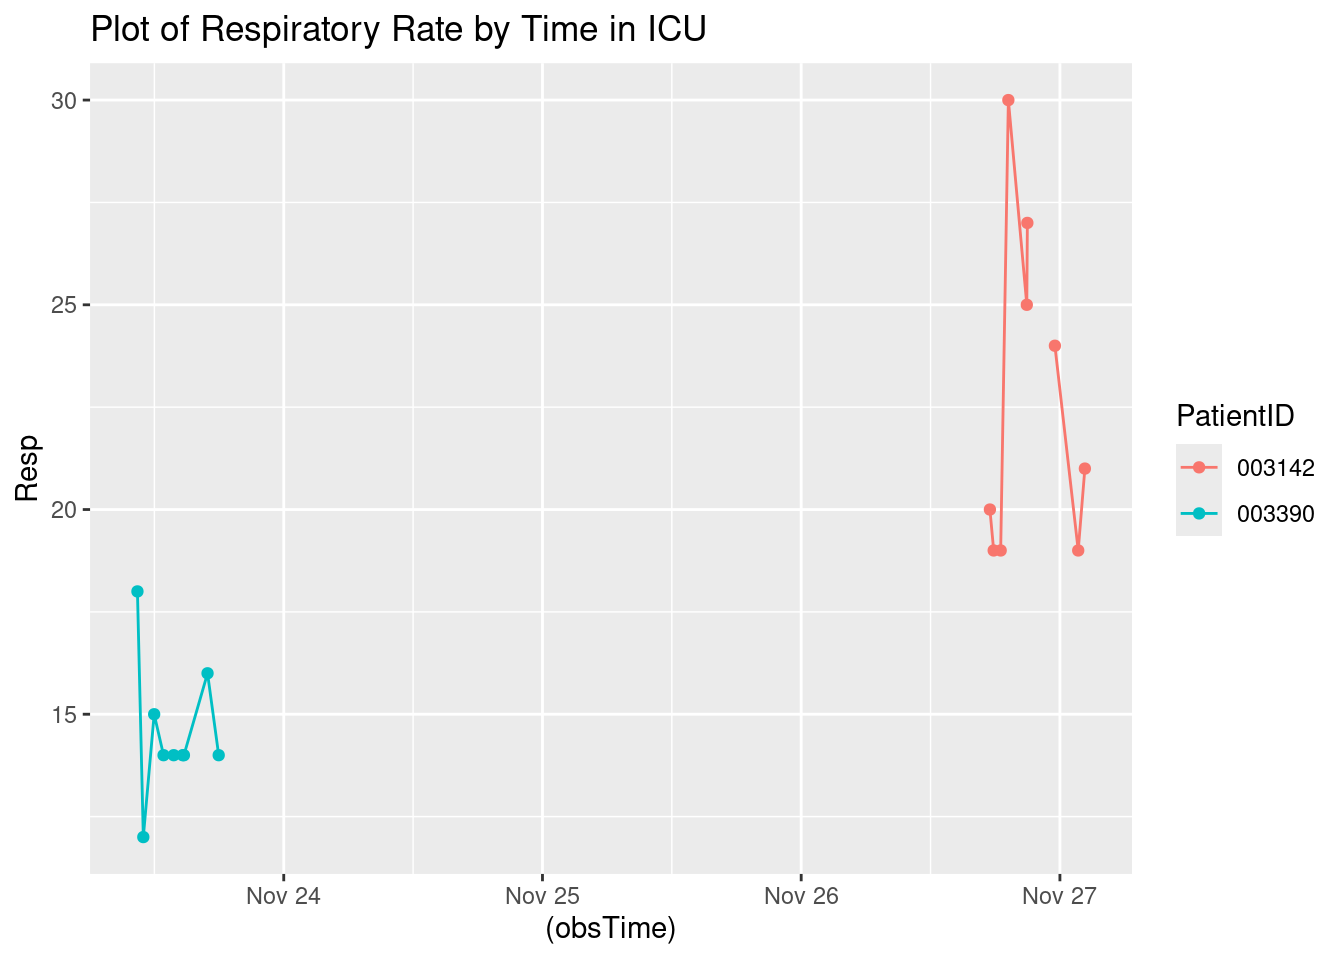 Plot of Respiratory Rate by Time in ICU
30
25
20
15
Resp
Nov 24
Nov 25
Nov 26
Nov 27
(obsTime)
PatientID
003142
003390